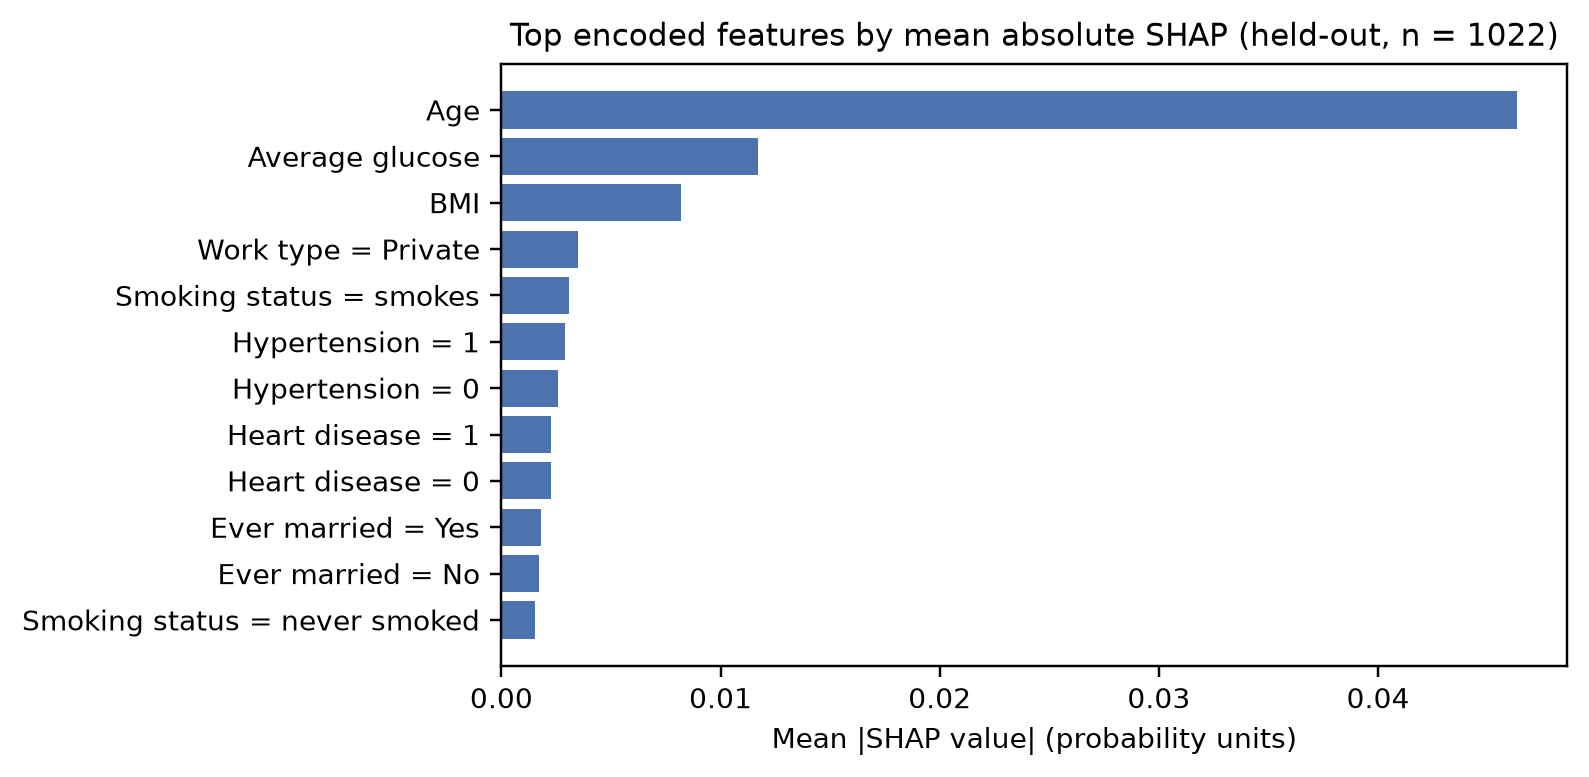 Top encoded features by mean absolute SHAP (held-out, n = 1022)
Age
Average glucose
BMI
Work type = Private
Smoking status = smokes
Hypertension = 1
Hypertension = 0
Heart disease = 1
Heart disease = 0
Ever married = Yes
Ever married = No
Smoking status = never smoked
0.00 0.01 0.02 0.03 0.04
Mean |SHAP value| (probability units)